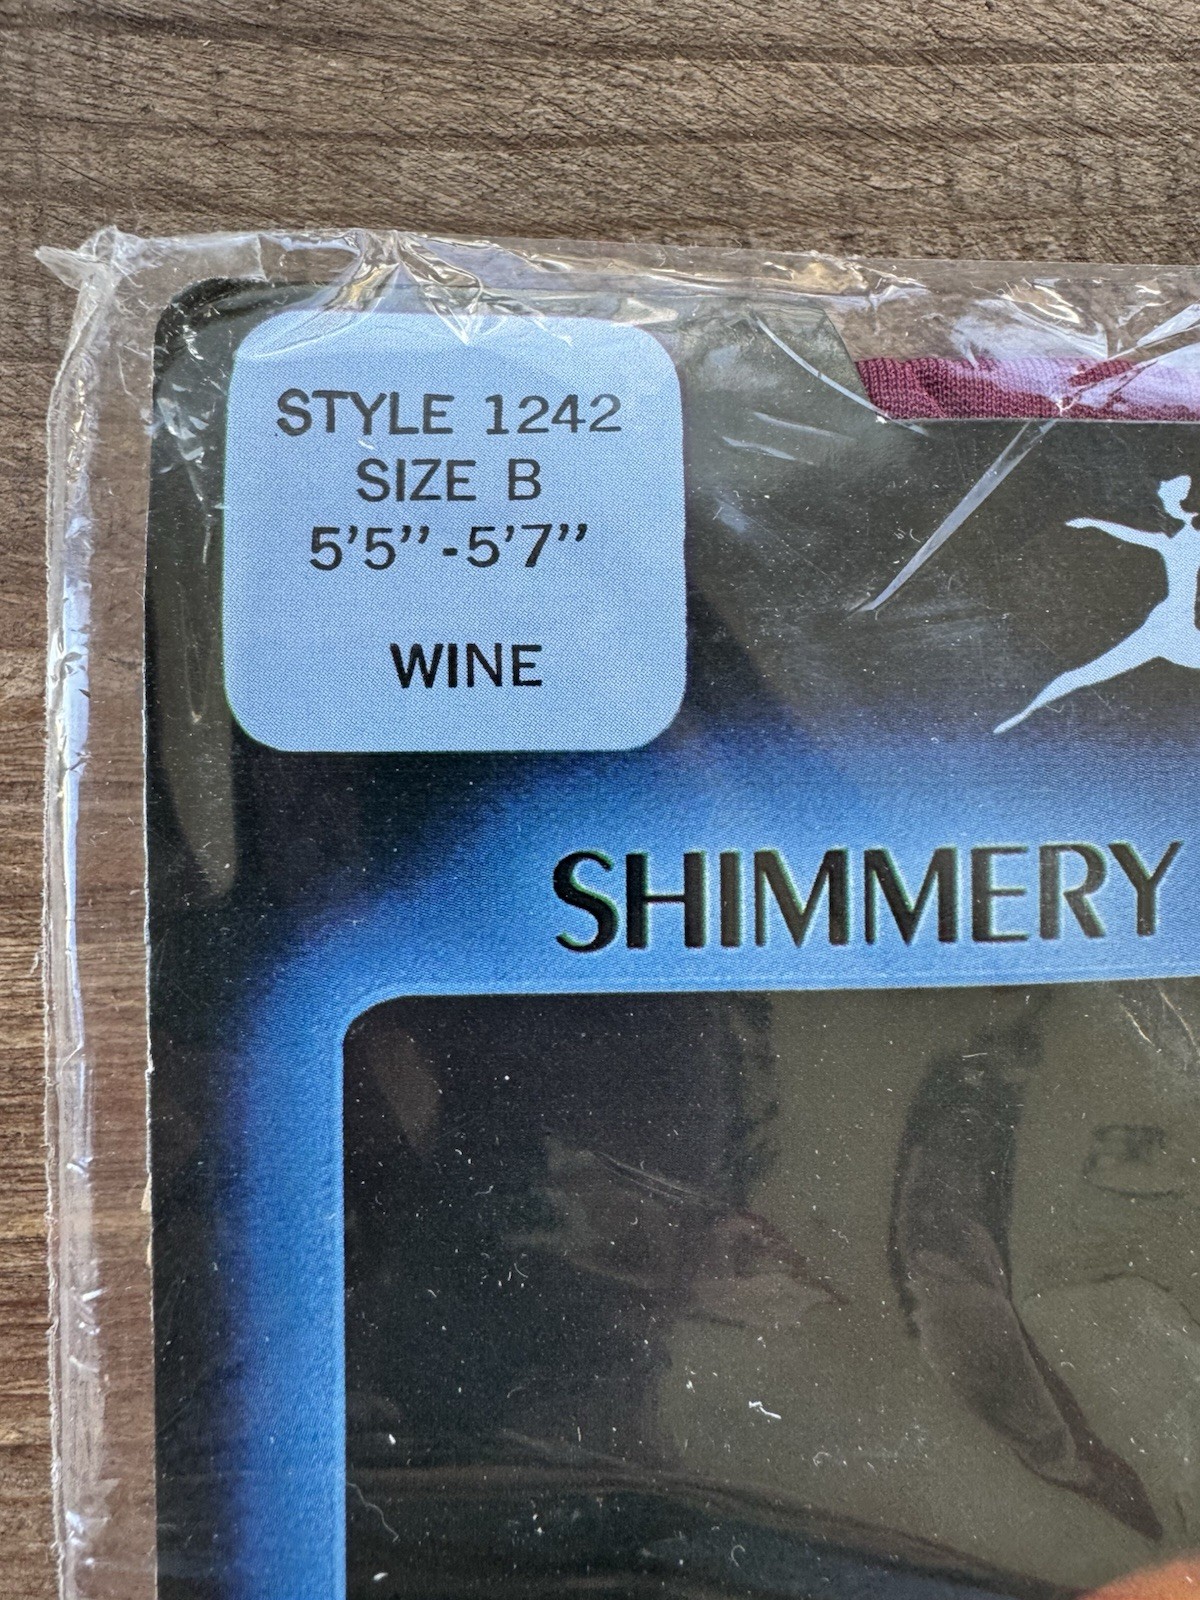 STYLE 1242
SIZE B
5'5"-5'7"
WINE
SHIMMERY